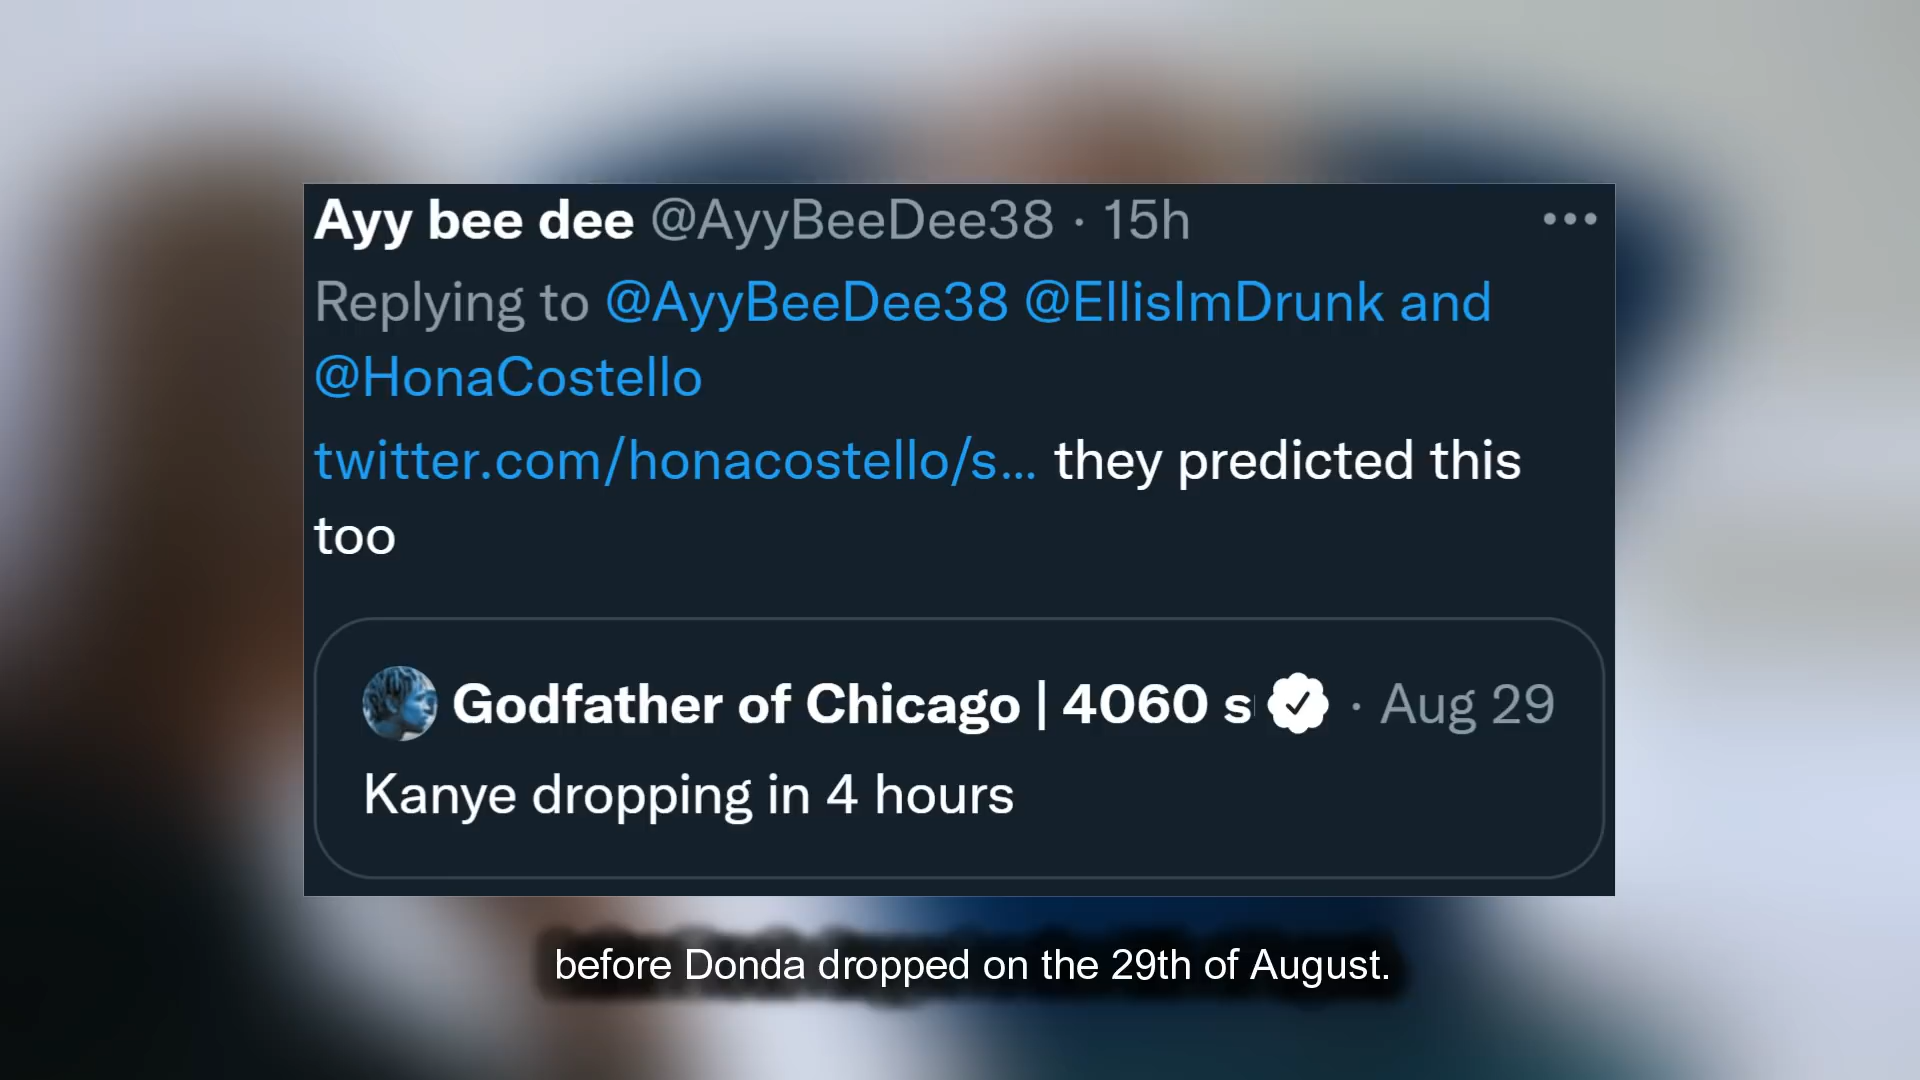 Ayy bee dee @AyyBeeDee38 · 15h
Replying to @AyyBeeDee38 @EllisImDrunk and
@HonaCostello
twitter.com/honacostello/s... they predicted this
too
Godfather of Chicago | 4060 s · Aug 29
Kanye dropping in 4 hours
before Donda dropped on the 29th of August.